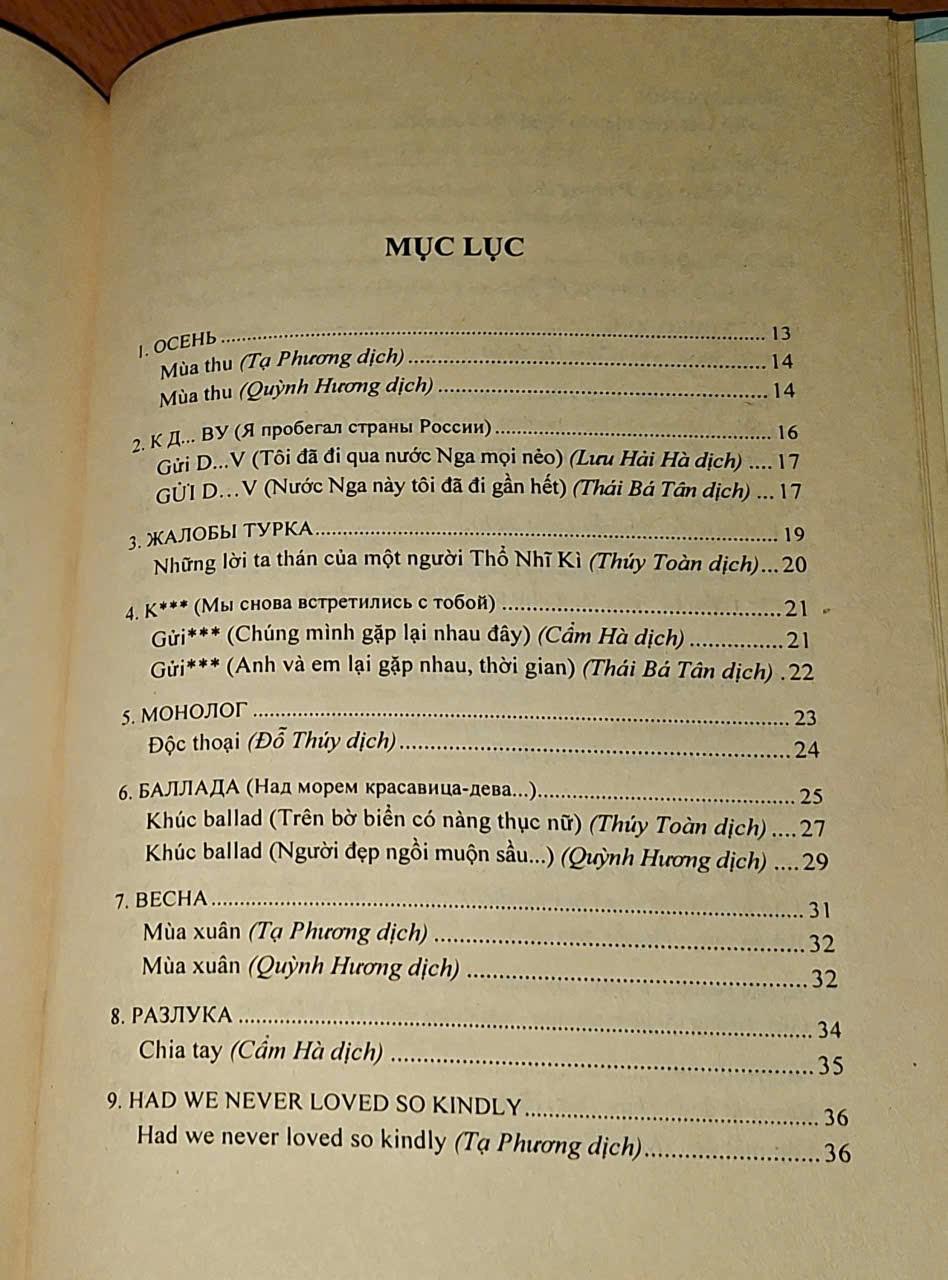 MỤC LỤC
1. ОСЕНЬ ........ 13
Mùa thu (Tạ Phương dịch) ........ 14
Mùa thu (Quỳnh Hương dịch) ........ 14
2. К Д... ВУ (Я пробегал страны России) ........ 16
Gửi D...V (Tôi đã đi qua nước Nga mọi nẻo) (Lưu Hải Hà dịch) .... 17
GỬI D...V (Nước Nga này tôi đã đi gần hết) (Thái Bá Tân dịch) ... 17
3. ЖАЛОБЫ ТУРКА ........ 19
Những lời ta thán của một người Thổ Nhĩ Kì (Thúy Toàn dịch)... 20
4. К*** (Мы снова встретились с тобой) ........ 21
Gửi*** (Chúng mình gặp lại nhau đây) (Cẩm Hà dịch) ........ 21
Gửi*** (Anh và em lại gặp nhau, thời gian) (Thái Bá Tân dịch) . 22
5. МОНОЛОГ ........ 23
Độc thoại (Đỗ Thúy dịch) ........ 24
6. БАЛЛАДА (Над морем красавица-дева...) ........ 25
Khúc ballad (Trên bờ biển có nàng thục nữ) (Thúy Toàn dịch) .... 27
Khúc ballad (Người đẹp ngồi muộn sầu...) (Quỳnh Hương dịch) .... 29
7. ВЕСНА ........ 31
Mùa xuân (Tạ Phương dịch) ........ 32
Mùa xuân (Quỳnh Hương dịch) ........ 32
8. РАЗЛУКА ........ 34
Chia tay (Cẩm Hà dịch) ........ 35
9. HAD WE NEVER LOVED SO KINDLY ........ 36
Had we never loved so kindly (Tạ Phương dịch) ........ 36